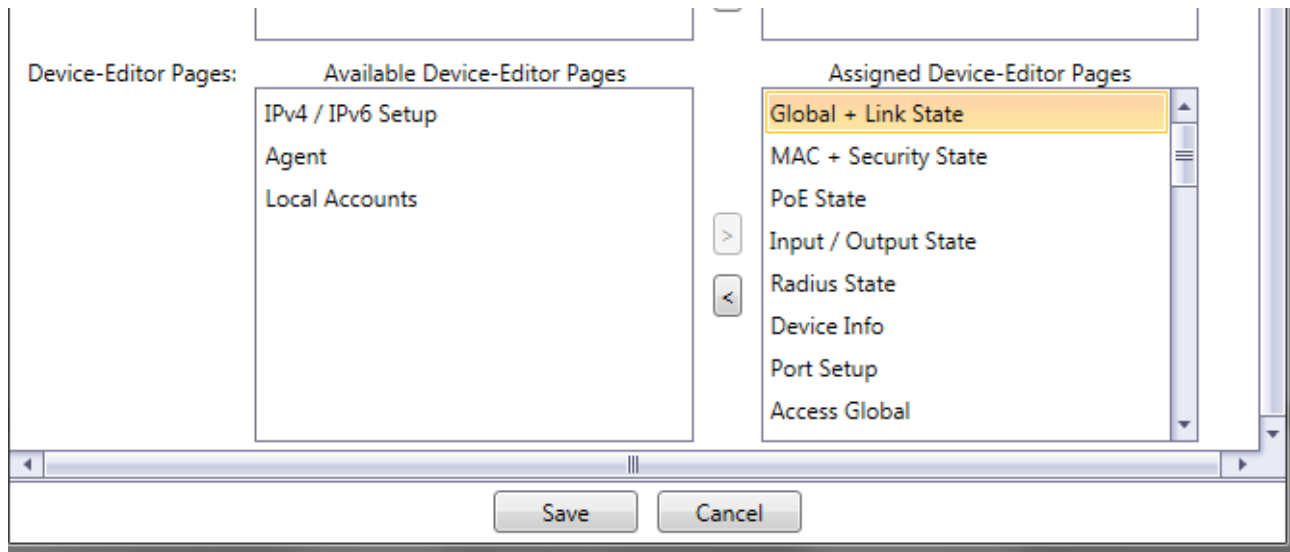 Device-Editor Pages: Available Device-Editor Pages Assigned Device-Editor Pages
IPv4 / IPv6 Setup
Agent
Local Accounts
>
<
Global + Link State
MAC + Security State
PoE State
Input / Output State
Radius State
Device Info
Port Setup
Access Global
Save Cancel